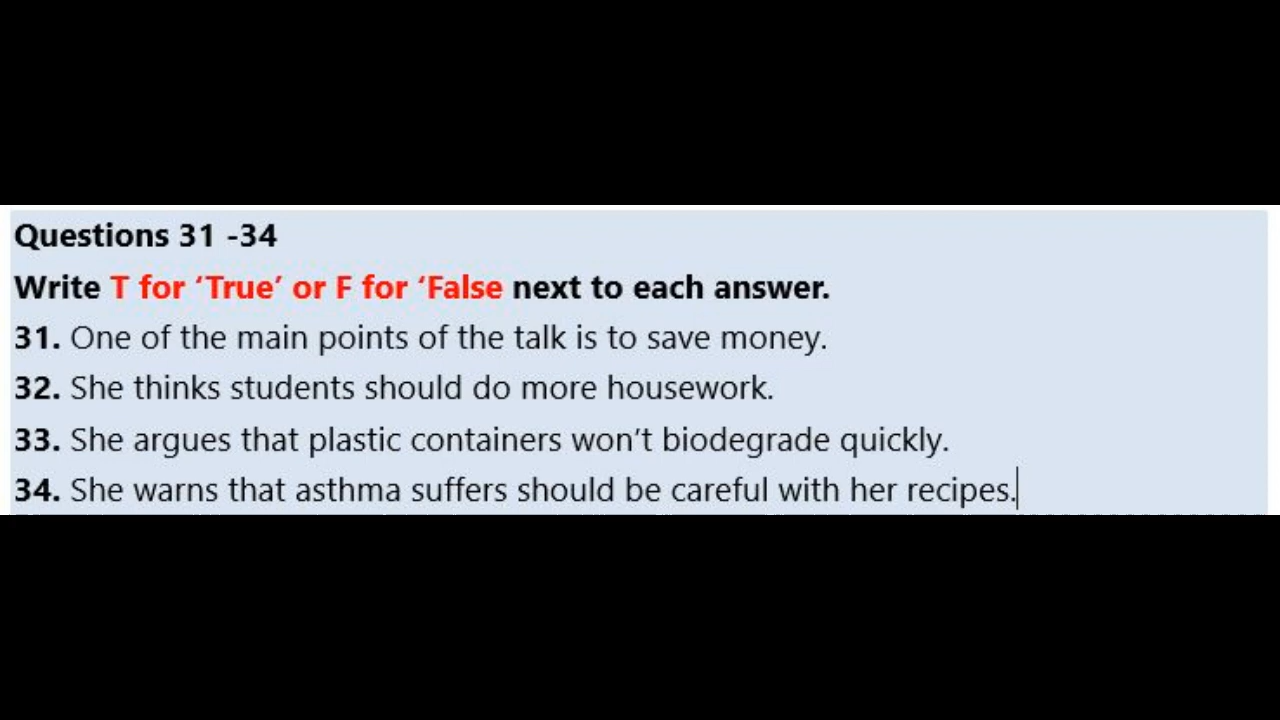 Questions 31 -34
Write T for ‘True’ or F for ‘False next to each answer.
31. One of the main points of the talk is to save money.
32. She thinks students should do more housework.
33. She argues that plastic containers won’t biodegrade quickly.
34. She warns that asthma suffers should be careful with her recipes.